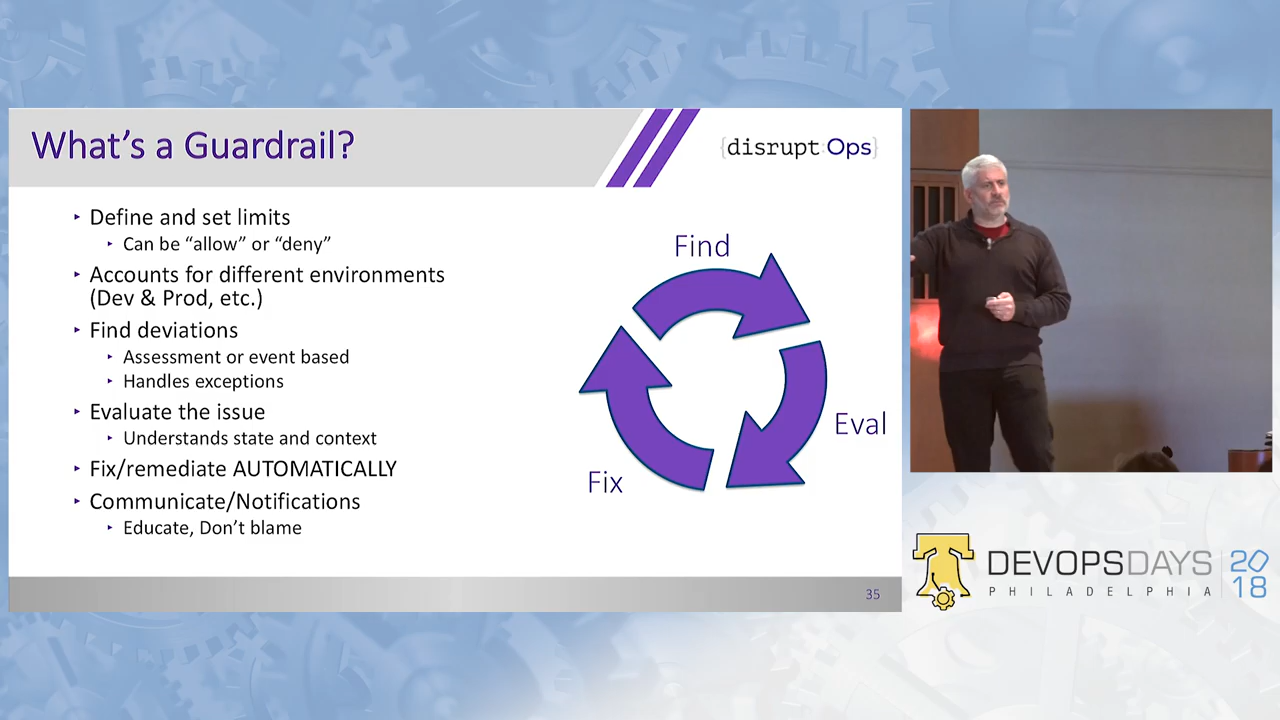 What's a Guardrail?
{disrupt:Ops}
Define and set limits
Can be “allow” or “deny”
Accounts for different environments
(Dev & Prod, etc.)
Find deviations
Assessment or event based
Handles exceptions
Evaluate the issue
Understands state and context
Fix/remediate AUTOMATICALLY
Communicate/Notifications
Educate, Don't blame
Find
Eval
Fix
35
DEVOPSDAYS
PHILADELPHIA
20
18